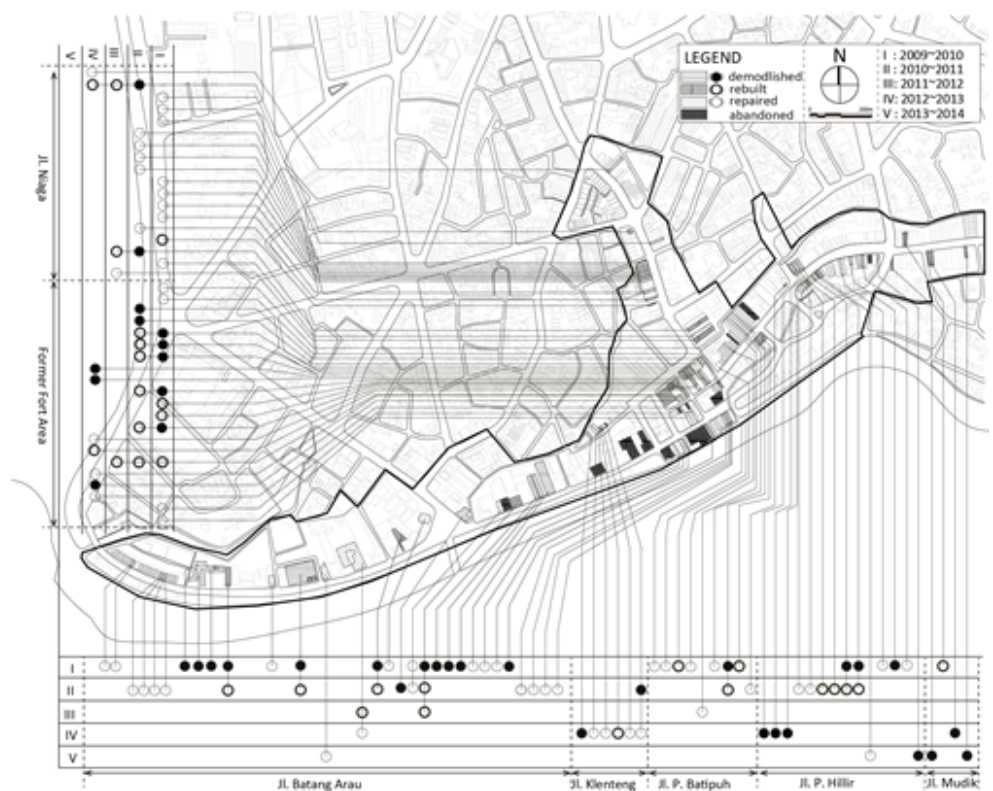 V IV III II I
Jl. Niaga
Former Fort Area
LEGEND
demodlished
rebuilt
repaired
abandoned
N
I : 2009~2010
II : 2010~2011
III: 2011~2012
IV: 2012~2013
V : 2013~2014
I
II
III
IV
V
Jl. Batang Arau
Jl. Klenteng
Jl. P. Batipuh
Jl. P. Hillir
Jl. Mudik